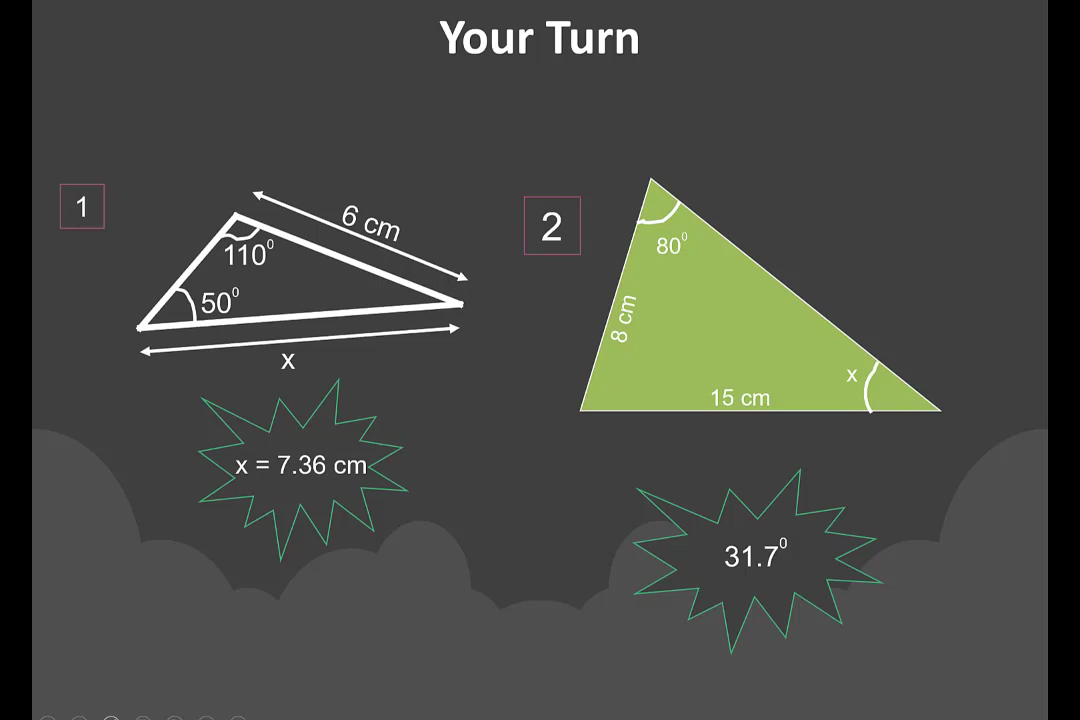 Your Turn
1
6 cm
110⁰
50⁰
x
x = 7.36 cm
2
80⁰
8 cm
x
15 cm
31.7⁰